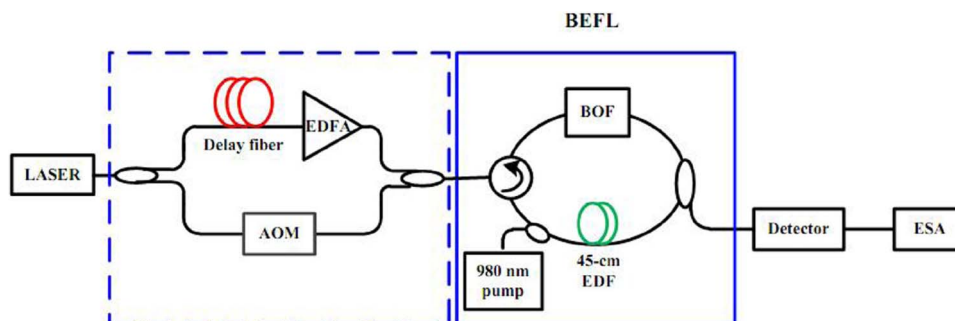 BEFL
LASER
Delay fiber
EDFA
AOM
BOF
980 nm
pump
45-cm
EDF
Detector
ESA